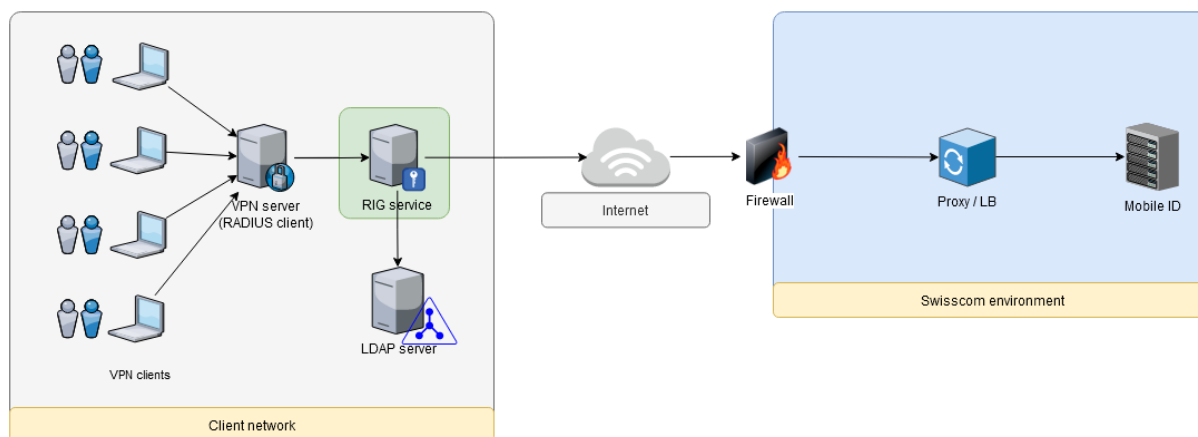 VPN server
(RADIUS client)
RIG service
LDAP server
VPN clients
Client network
Internet
Firewall
Proxy / LB
Mobile ID
Swisscom environment